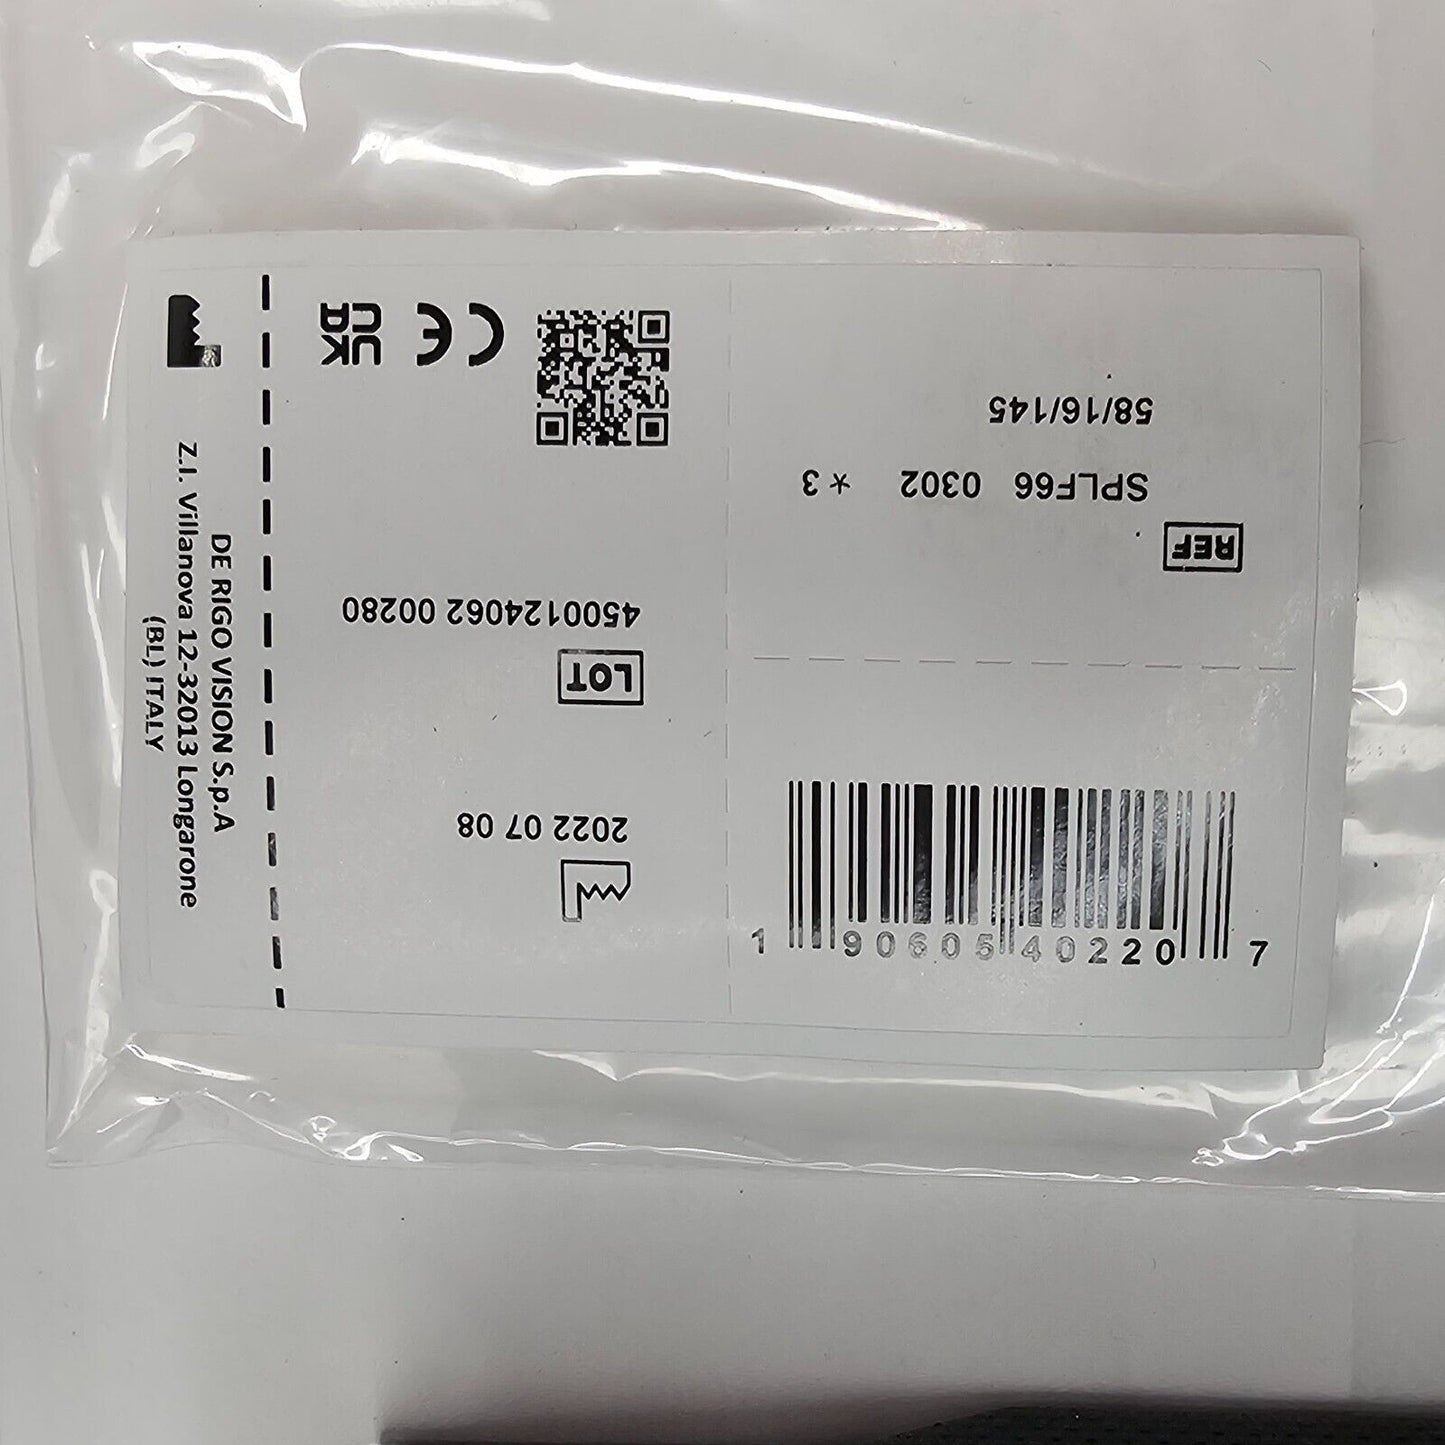 REF
SPLF66 0302 *3
58/16/145
1 90605 40220 7
2022 07 08
LOT
4500124062 00280
UK
CA
CE
DE RIGO VISION S.p.A
Z.I. Villanova 12-32013 Longarone
(BL) ITALY